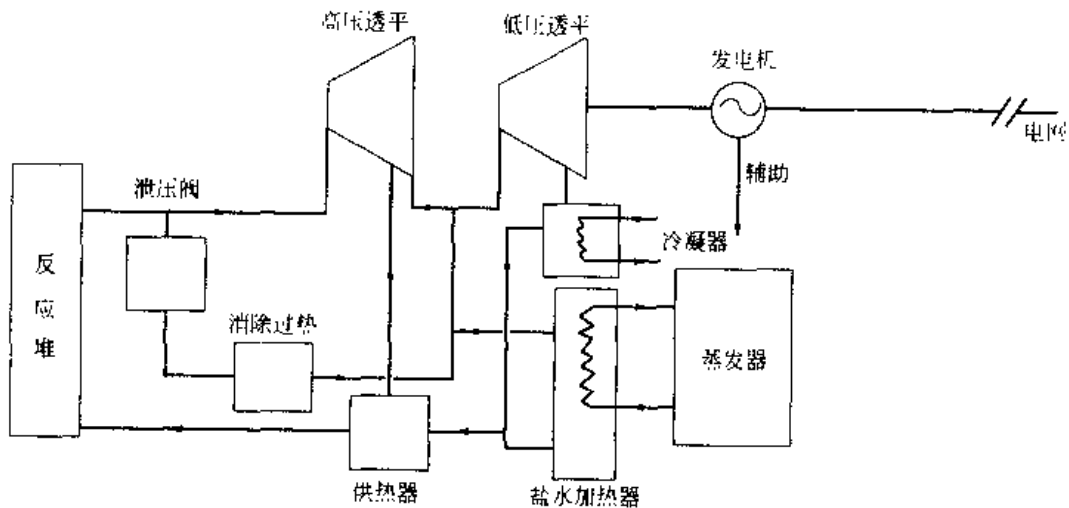 高压透平
低压透平
发电机
电网
辅助
泄压阀
冷凝器
反应堆
消除过热
蒸发器
供热器
盐水加热器